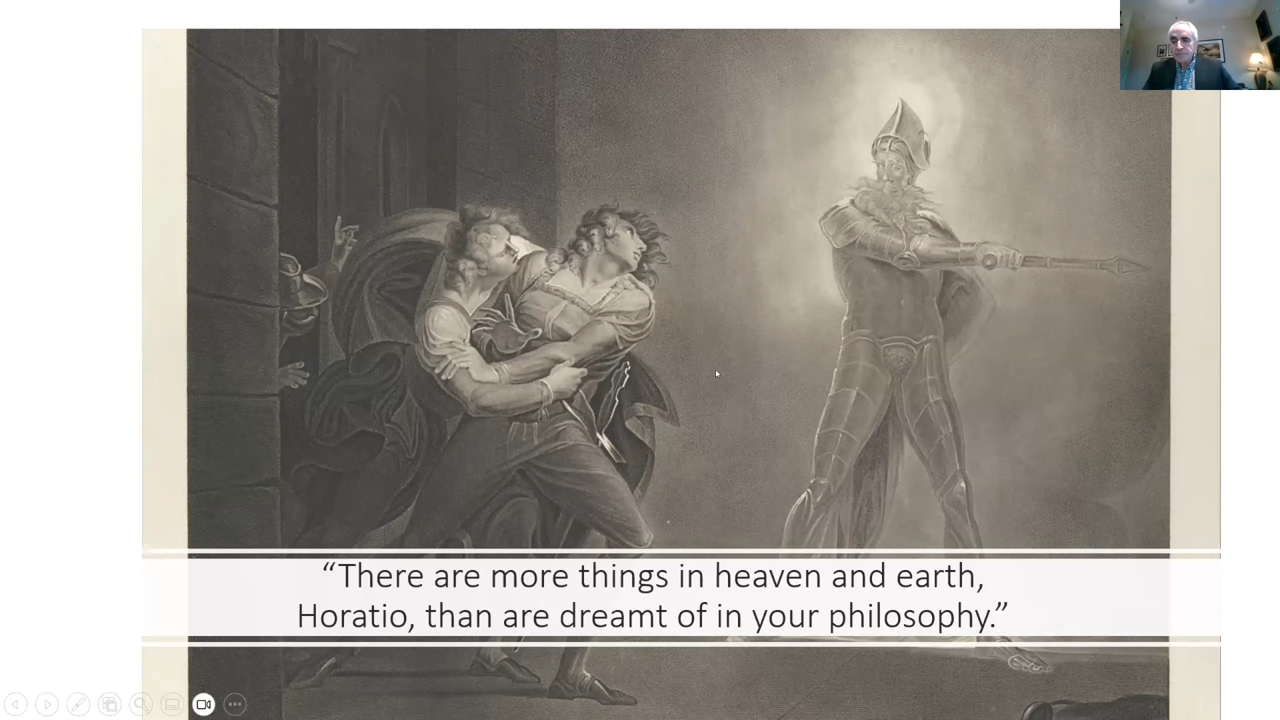 “There are more things in heaven and earth,
Horatio, than are dreamt of in your philosophy.”